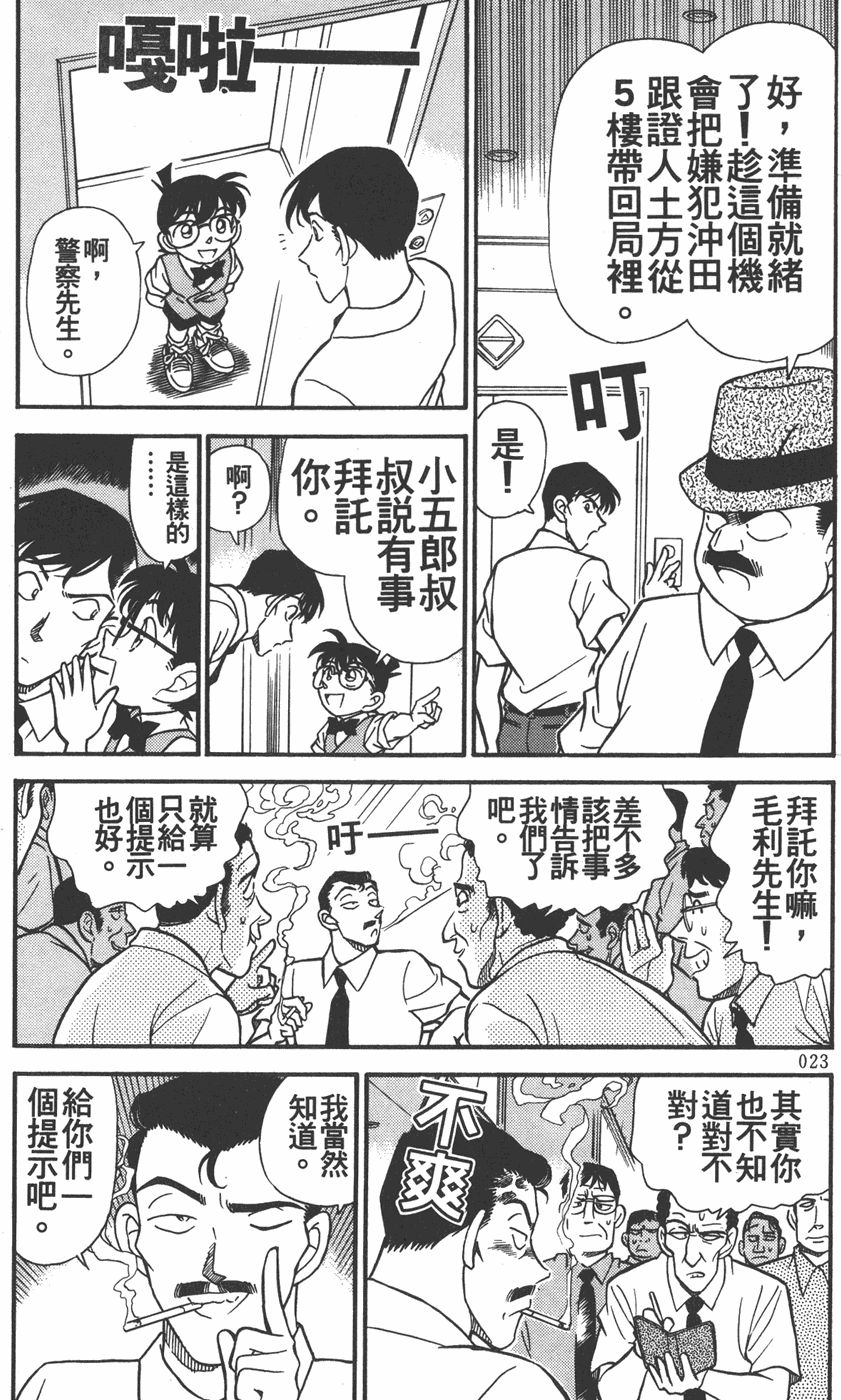 好，準備就緒
了！趁這個機
會把嫌犯沖田
跟證人土方從
5樓帶回局裡。
叮
是！
嘎啦——
啊，
警察先生。
小五郎叔
叔説有事
拜託
你。
啊？
是這樣的
……
拜託你嘛，
毛利先生！
差不多
該把事
情告訴
我們了
吧。
吁——
就算
只給一
個提示
也好。
023
其實你
也不知
道對不
對？
不爽
我當然
知道。
給你們一
個提示吧。